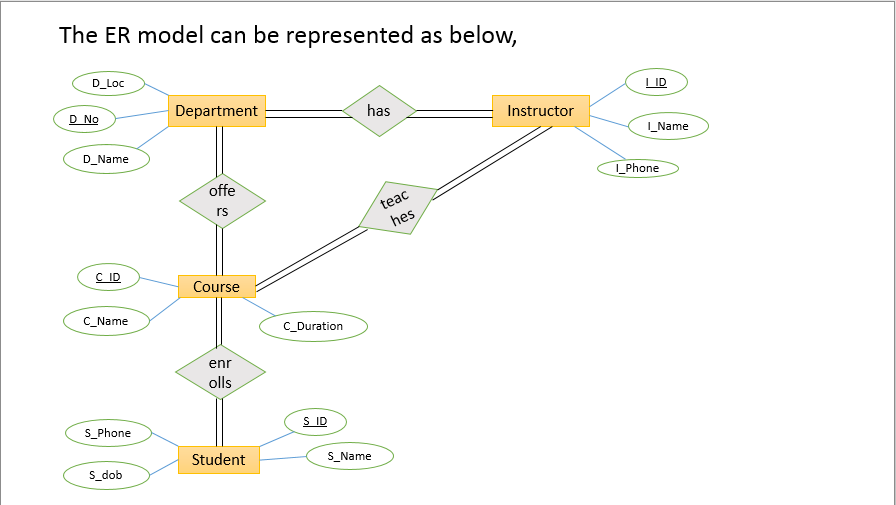 The ER model can be represented as below,
D_Loc
I_ID
Department
has
Instructor
D_No
I_Name
D_Name
I_Phone
offe
rs
teac
hes
C_ID
Course
C_Name
C_Duration
enr
olls
S_ID
S_Phone
S_Name
Student
S_dob